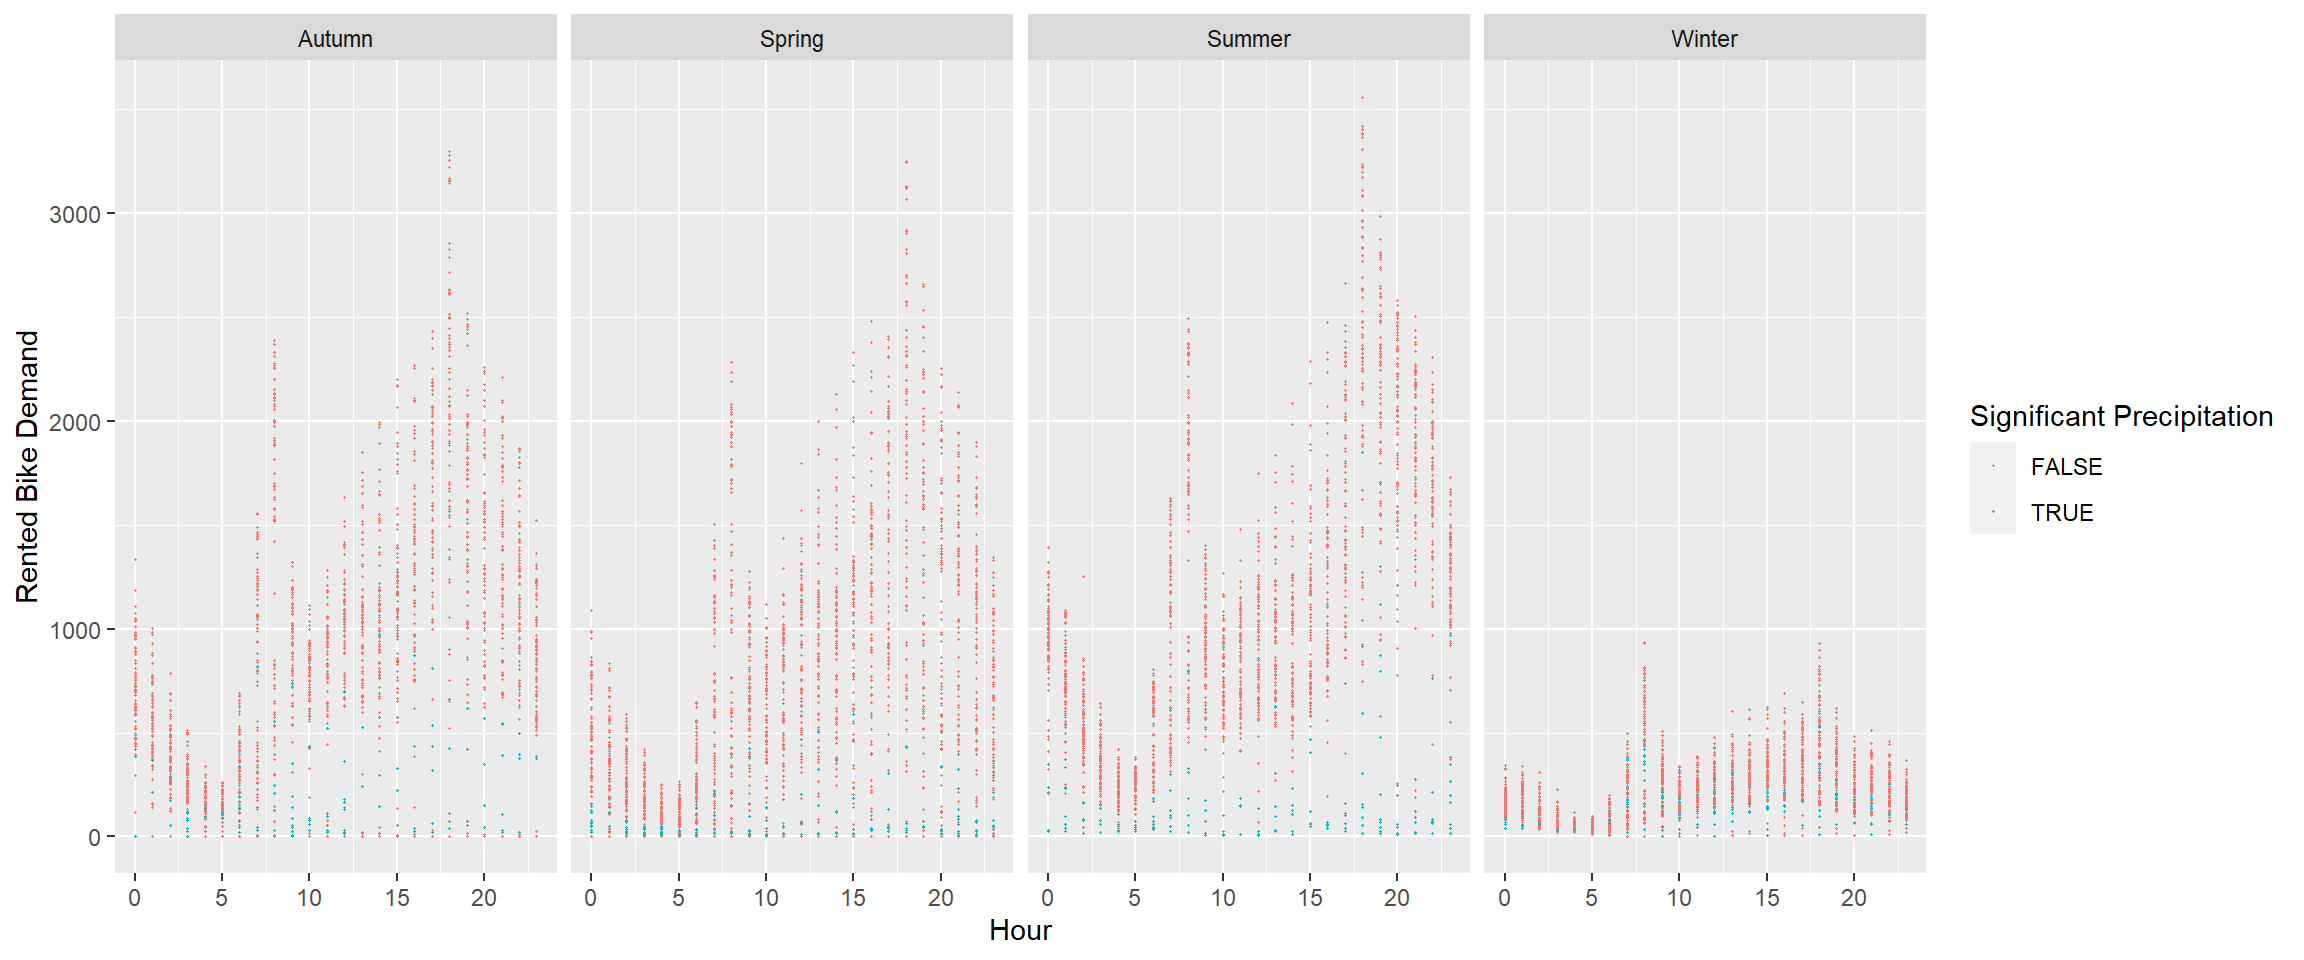 Autumn Spring Summer Winter
Rented Bike Demand
3000
2000
1000
0
0 5 10 15 20 0 5 10 15 20 0 5 10 15 20 0 5 10 15 20
Hour
Significant Precipitation
FALSE
TRUE